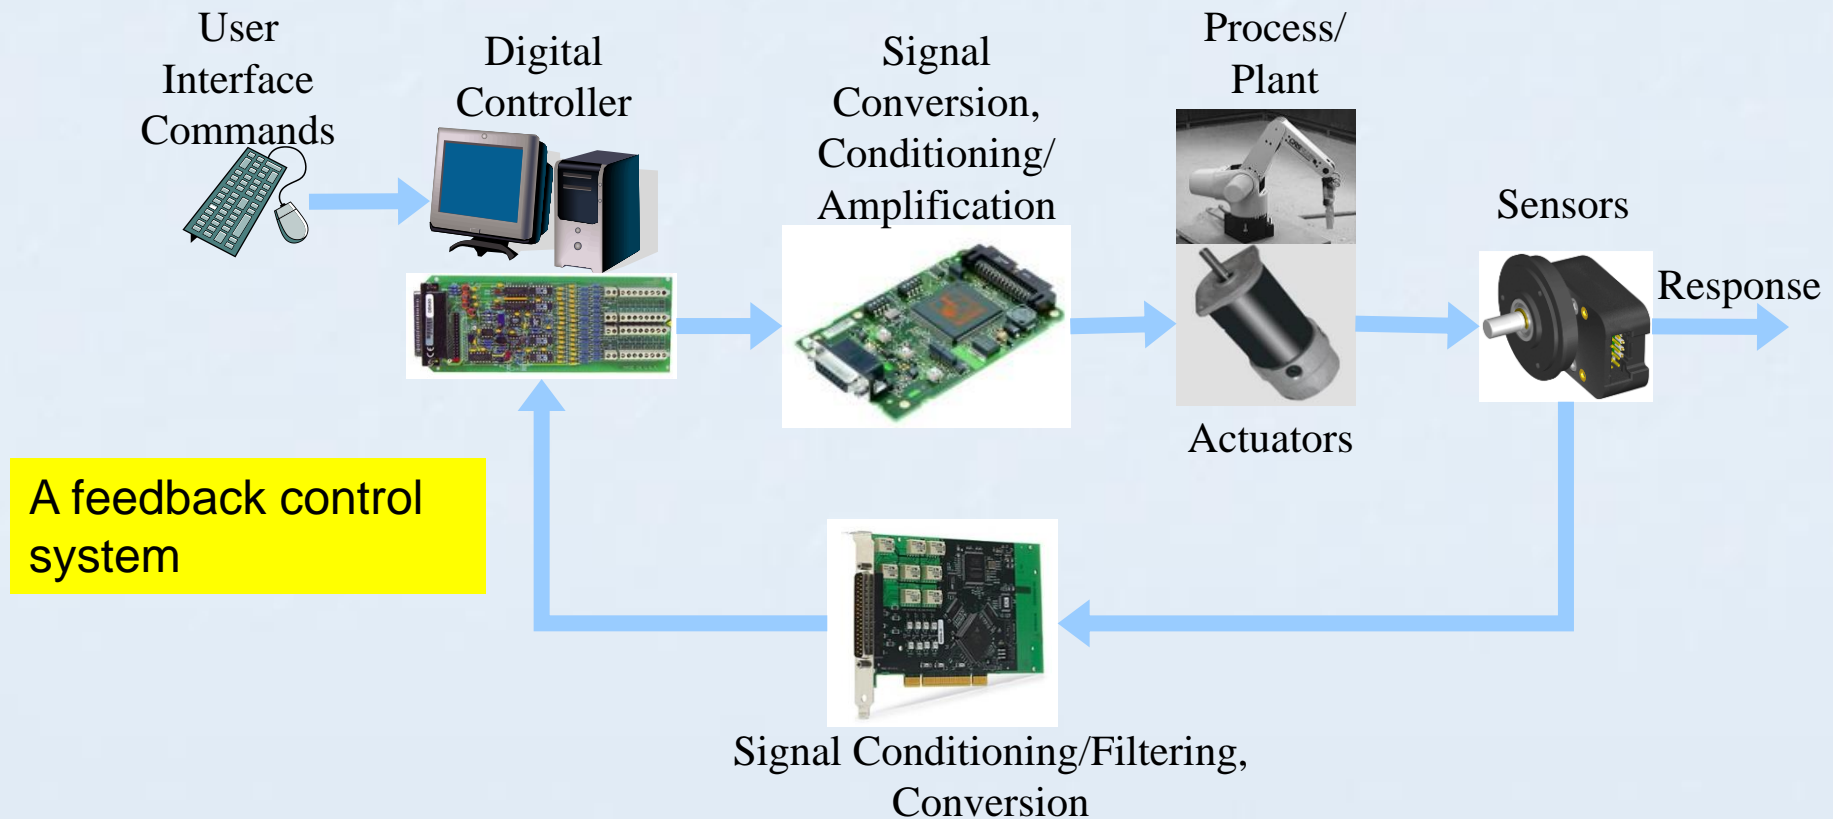 User
Interface
Commands
Digital
Controller
Signal
Conversion,
Conditioning/
Amplification
Process/
Plant
Actuators
Sensors
Response
A feedback control
system
Signal Conditioning/Filtering,
Conversion